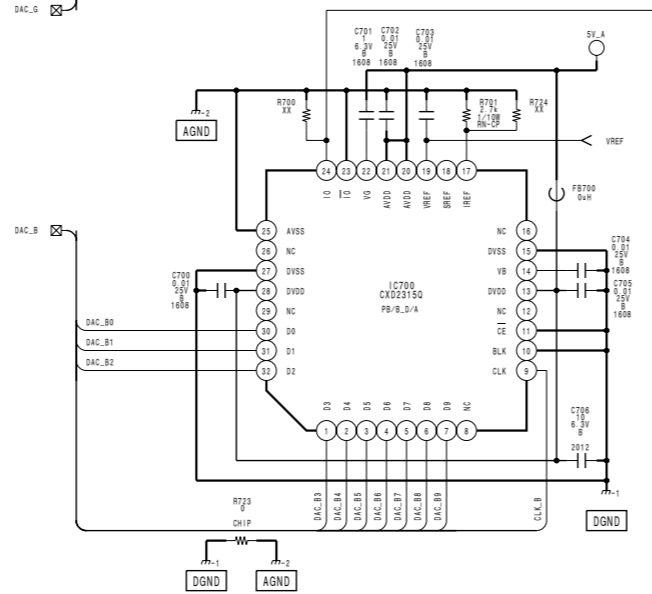 DAC_G
C701
1
6.3V
B
1608
C702
0.01
25V
B
1608
C703
0.01
25V
B
1608
5V_A
-2
AGND
R700
XX
R701
2.7k
1/10W
RN-CP
R724
XX
VREF
24
23
22
21
20
19
18
17
IO
IO
VG
AVDD
AVDD
VREF
SREF
IREF
FB700
0uH
DAC_B
25
AVSS
26
NC
27
DVSS
28
DVDD
29
NC
30
D0
31
D1
32
D2
NC
16
DVSS
15
VB
14
DVDD
13
NC
12
CE
11
BLK
10
CLK
9
C704
0.01
25V
B
1608
C705
0.01
25V
B
1608
C700
0.01
25V
B
1608
IC700
CXD2315Q
PB/B_D/A
DAC_B0
DAC_B1
DAC_B2
D3
D4
D5
D6
D7
D8
D9
NC
1
2
3
4
5
6
7
8
C706
10
6.3V
B
2012
DAC_B3
DAC_B4
DAC_B5
DAC_B6
DAC_B7
DAC_B8
DAC_B9
CLK_B
-1
DGND
R723
0
CHIP
-1
DGND
-2
AGND